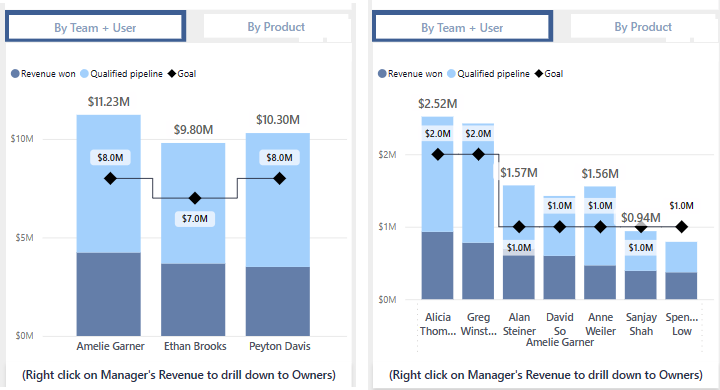 By Team + User
By Product
Revenue won
Qualified pipeline
Goal
$11.23M
$9.80M
$10.30M
$10M
$8.0M
$7.0M
$8.0M
$5M
$0M
Amelie Garner
Ethan Brooks
Peyton Davis
(Right click on Manager's Revenue to drill down to Owners)
By Team + User
By Product
Revenue won
Qualified pipeline
Goal
$2.52M
$2.0M
$2.0M
$2M
$1.57M
$1.56M
$1.0M
$1.0M
$1.0M
$0.94M
$1M
$1.0M
$1.0M
$0M
Alicia Thom...
Greg Winst...
Alan Steiner
David So
Anne Weiler
Sanjay Shah
Spen... Low
Amelie Garner
(Right click on Manager's Revenue to drill down to Owners)